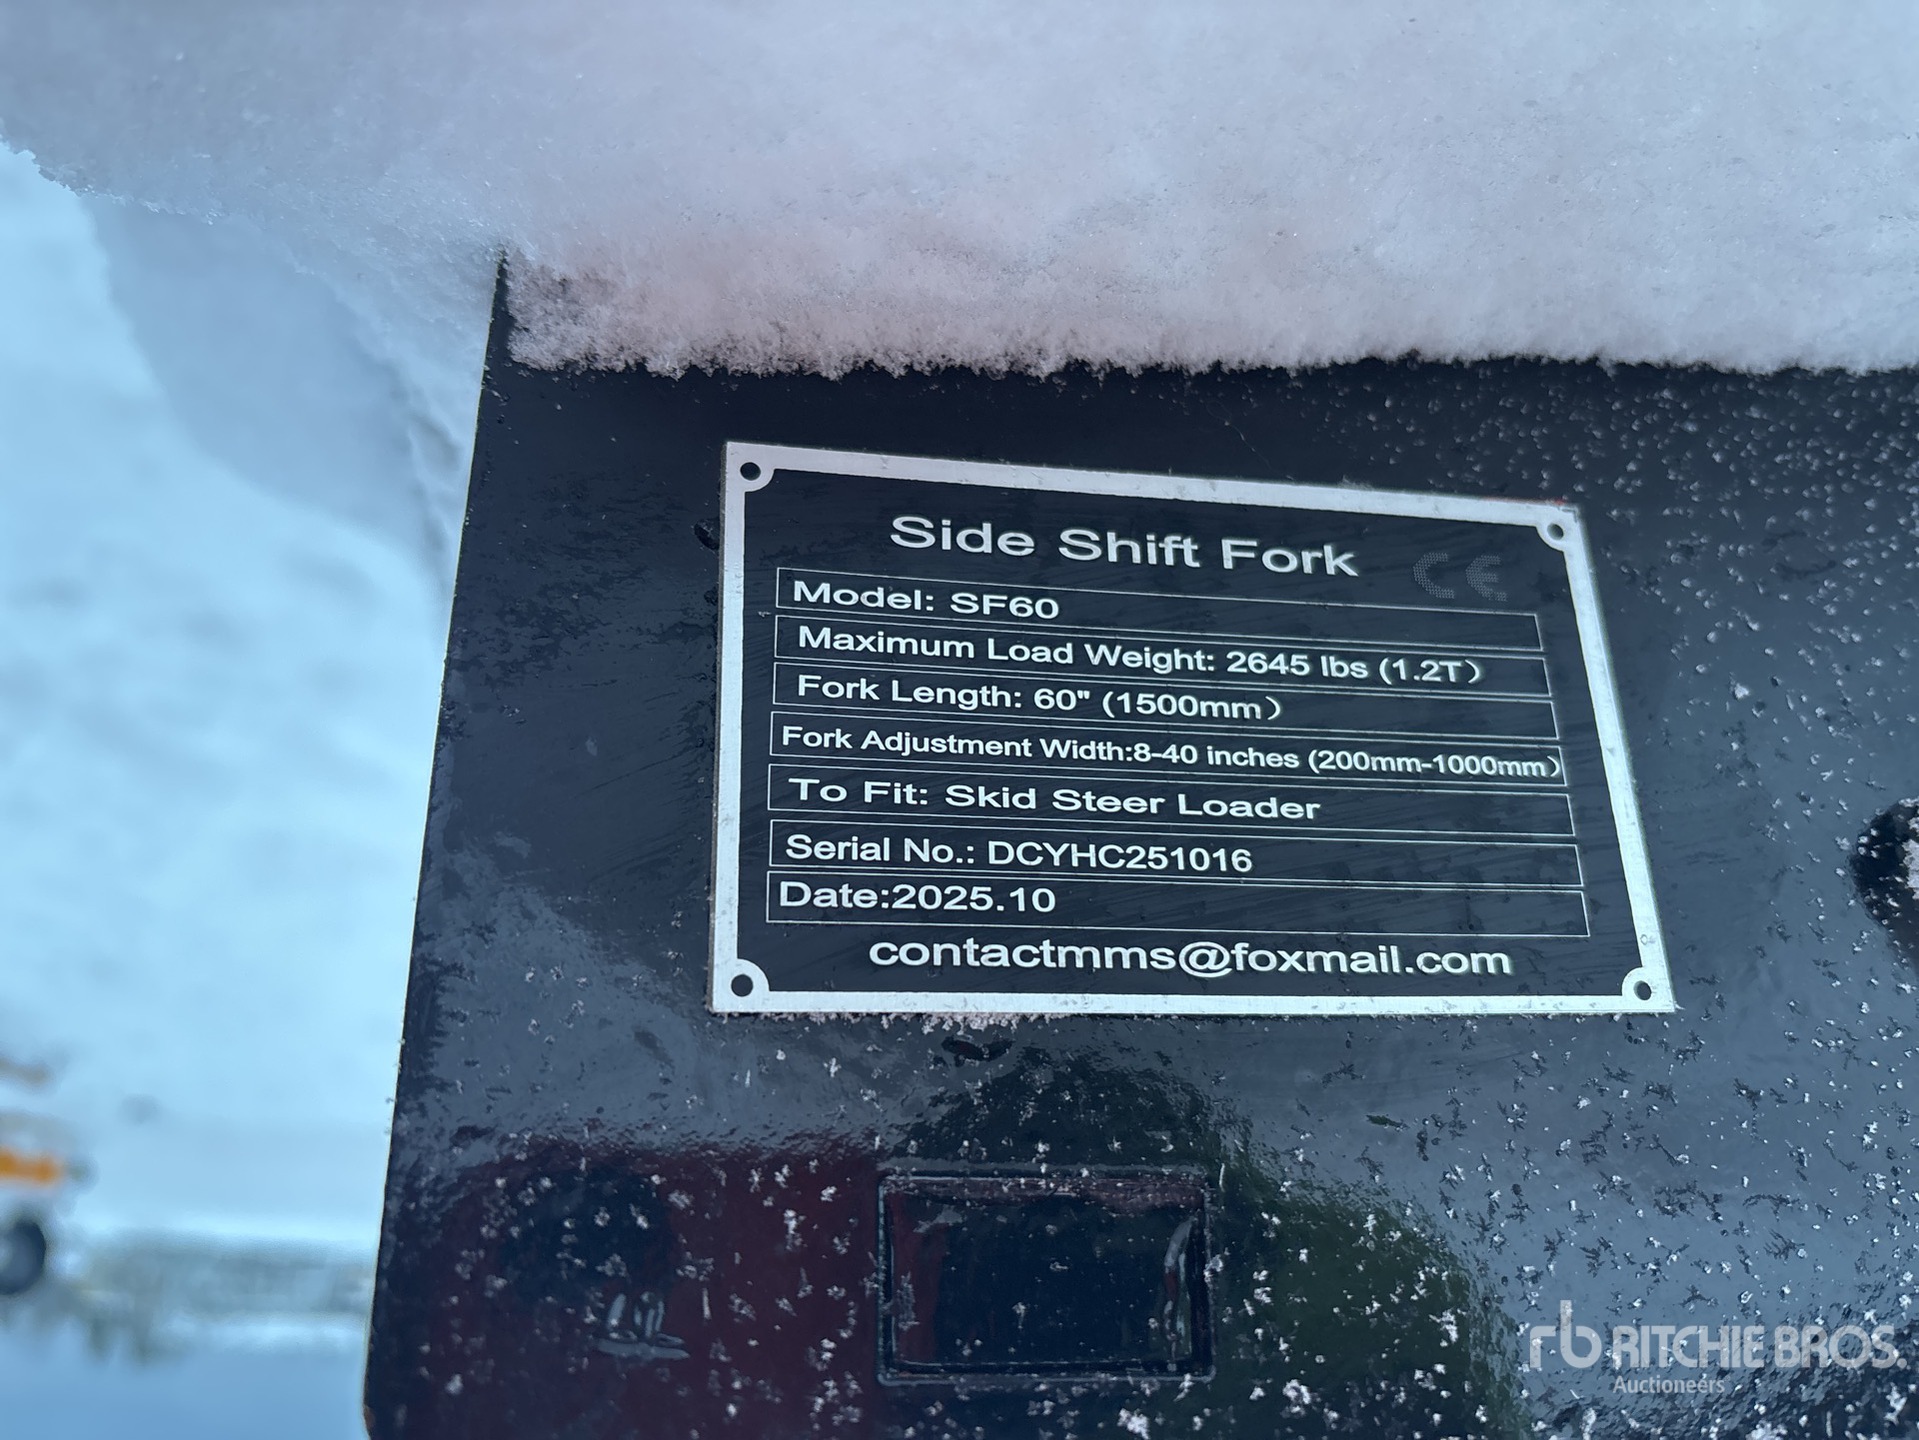 Side Shift Fork CE
Model: SF60
Maximum Load Weight: 2645 lbs (1.2T)
Fork Length: 60" (1500mm)
Fork Adjustment Width:8-40 inches (200mm-1000mm)
To Fit: Skid Steer Loader
Serial No.: DCYHC251016
Date:2025.10
contactmms@foxmail.com
rb RITCHIE BROS.
Auctioneers